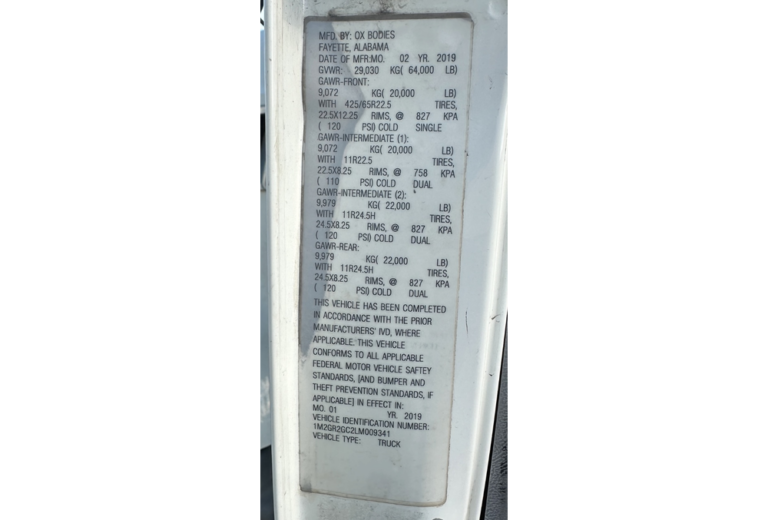 MFD. BY: OX BODIES
FAYETTE, ALABAMA
DATE OF MFR:MO. 02 YR. 2019
GVWR: 29,030 KG( 64,000 LB)
GAWR-FRONT:
9,072 KG( 20,000 LB)
WITH 425/65R22.5 TIRES,
22.5X12.25 RIMS, @ 827 KPA
( 120 PSI) COLD SINGLE
GAWR-INTERMEDIATE (1):
9,072 KG( 20,000 LB)
WITH 11R22.5 TIRES,
22.5X8.25 RIMS, @ 758 KPA
( 110 PSI) COLD DUAL
GAWR-INTERMEDIATE (2):
9,979 KG( 22,000 LB)
WITH 11R24.5H TIRES,
24.5X8.25 RIMS, @ 827 KPA
( 120 PSI) COLD DUAL
GAWR-REAR:
9,979 KG( 22,000 LB)
WITH 11R24.5H TIRES,
24.5X8.25 RIMS, @ 827 KPA
( 120 PSI) COLD DUAL
THIS VEHICLE HAS BEEN COMPLETED
IN ACCORDANCE WITH THE PRIOR
MANUFACTURERS' IVD, WHERE
APPLICABLE. THIS VEHICLE
CONFORMS TO ALL APPLICABLE
FEDERAL MOTOR VEHICLE SAFTEY
STANDARDS, [AND BUMPER AND
THEFT PREVENTION STANDARDS, IF
APPLICABLE] IN EFFECT IN:
MO. 01 YR. 2019
VEHICLE IDENTIFICATION NUMBER:
1M2GR2GC2LM009341
VEHICLE TYPE: TRUCK